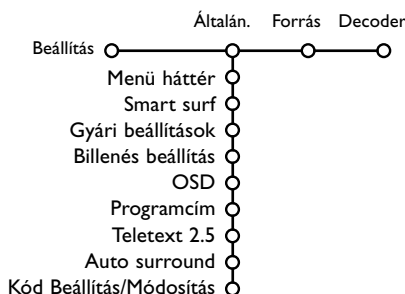 Általán. Forrás Decoder
Beállítás
Menü háttér
Smart surf
Gyári beállítások
Billenés beállítás
OSD
Programcím
Teletext 2.5
Auto surround
Kód Beállítás/Módosítás